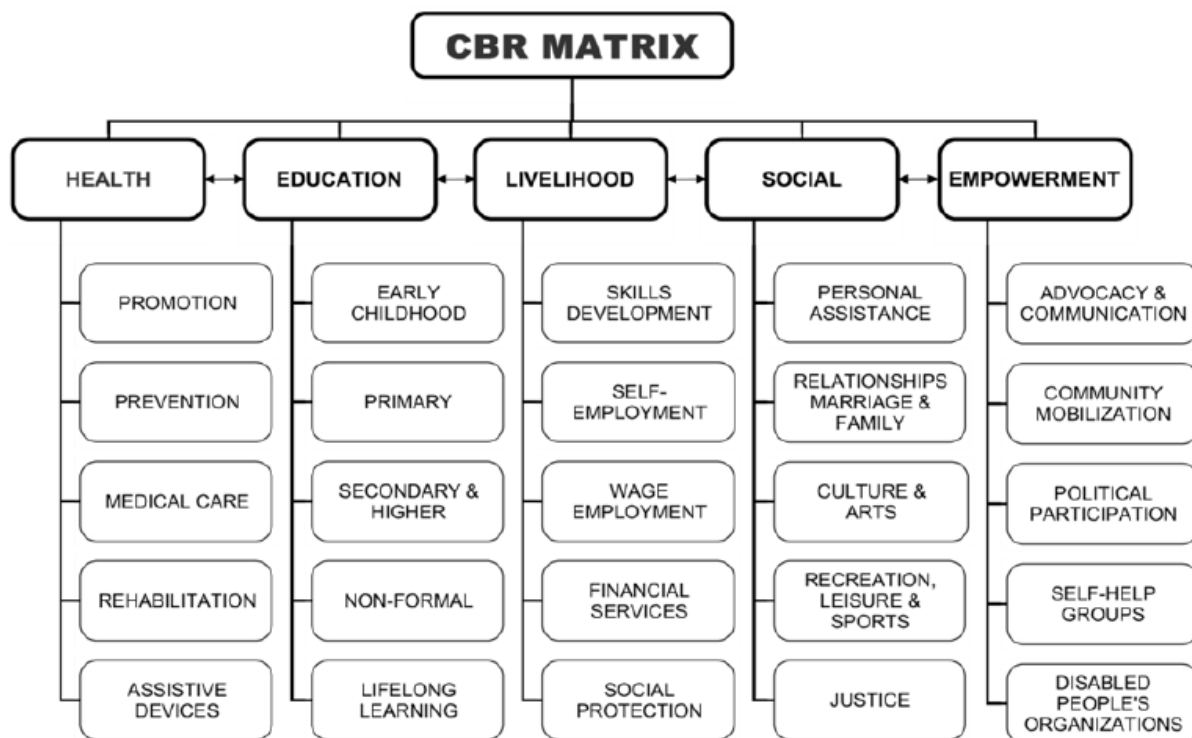 CBR MATRIX
HEALTH
EDUCATION
LIVELIHOOD
SOCIAL
EMPOWERMENT
PROMOTION
PREVENTION
MEDICAL CARE
REHABILITATION
ASSISTIVE
DEVICES
EARLY
CHILDHOOD
PRIMARY
SECONDARY &
HIGHER
NON-FORMAL
LIFELONG
LEARNING
SKILLS
DEVELOPMENT
SELF-
EMPLOYMENT
WAGE
EMPLOYMENT
FINANCIAL
SERVICES
SOCIAL
PROTECTION
PERSONAL
ASSISTANCE
RELATIONSHIPS
MARRIAGE &
FAMILY
CULTURE &
ARTS
RECREATION,
LEISURE &
SPORTS
JUSTICE
ADVOCACY &
COMMUNICATION
COMMUNITY
MOBILIZATION
POLITICAL
PARTICIPATION
SELF-HELP
GROUPS
DISABLED
PEOPLE'S
ORGANIZATIONS